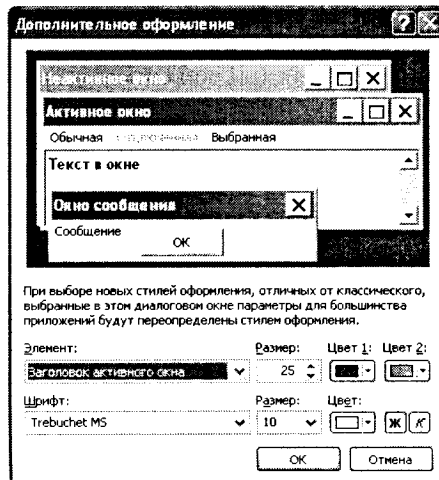 Дополнительное оформление
Неактивное окно
Активное окно
Обычная Выбранная
Текст в окне
Окно сообщения
Сообщение
OK
При выборе новых стилей оформления, отличных от классического,
выбранные в этом диалоговом окне параметры для большинства
приложений будут переопределены стилем оформления.
Элемент: Размер: Цвет 1: Цвет 2:
Заголовок активного окна 25
Шрифт: Размер: Цвет:
Trebuchet MS 10 Ж К
OK Отмена